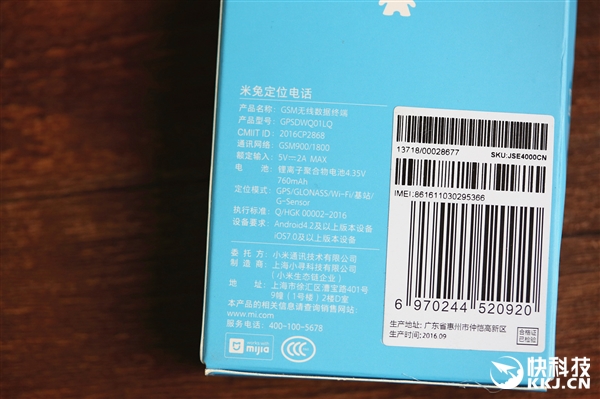 米兔定位电话
产品名称: GSM无线数据终端
产品型号: GPSDWQ01LQ
CMIIT ID: 2016CP2868
通讯网络: GSM900/1800
额定输入: 5V⎓2A MAX
电 池: 锂离子聚合物电池4.35V
760mAh
定位模式: GPS/GLONASS/Wi-Fi/基站/
G-Sensor
执行标准: Q/HGK 00002-2016
设备要求: Android4.2及以上版本设备
iOS7.0及以上版本设备
委 托 方: 小米通讯技术有限公司
制 造 商: 上海小寻科技有限公司
(小米生态链企业)
地 址: 上海市徐汇区漕宝路401号
9幢(1号楼)2楼D室
本产品的相关信息请查询销售网站:
www.mi.com
服务电话: 400-100-5678
mijia
CCC
13718/00028677
SKU:JSE4000CN
IMEI:861611030295366
6 970244 520920
生产地址: 广东省惠州市仲恺高新区
生产时间: 2016.09
合格证
已检验
快科技
KKJ.CN